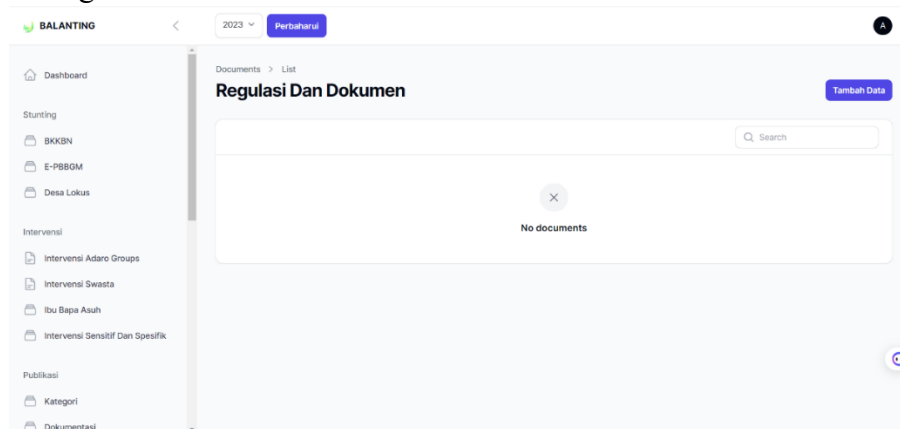 BALANTING
2023
Perbaharui
A
Dashboard
Stunting
BKKBN
E-PBBGM
Desa Lokus
Intervensi
Intervensi Adaro Groups
Intervensi Swasta
Ibu Bapa Asuh
Intervensi Sensitif Dan Spesifik
Publikasi
Kategori
Dokumentasi
Documents > List
Regulasi Dan Dokumen
Tambah Data
Search
No documents